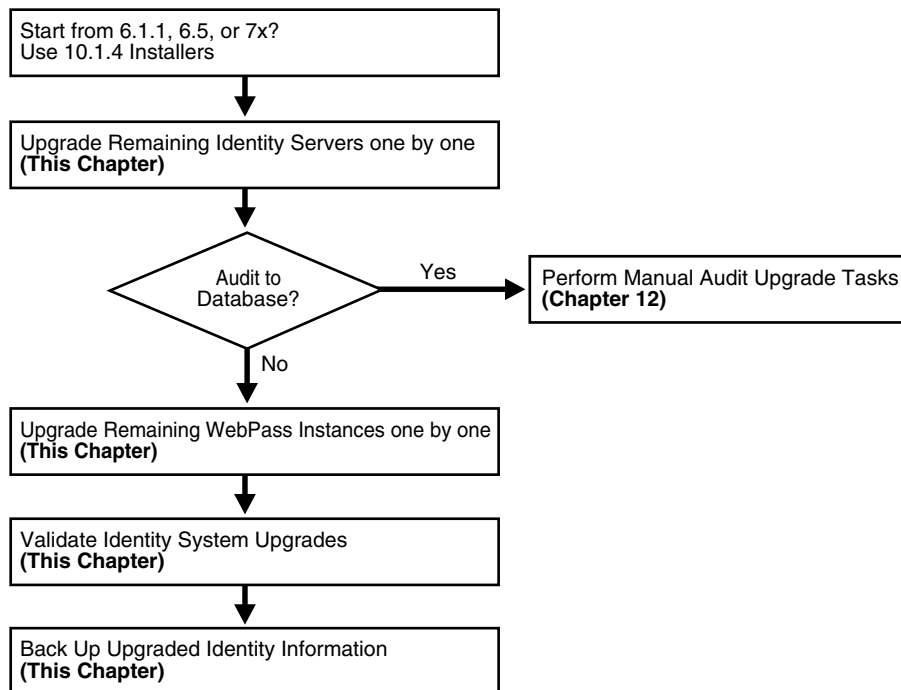 Start from 6.1.1, 6.5, or 7x?
Use 10.1.4 Installers
Upgrade Remaining Identity Servers one by one
(This Chapter)
Audit to
Database?
Yes
Perform Manual Audit Upgrade Tasks
(Chapter 12)
No
Upgrade Remaining WebPass Instances one by one
(This Chapter)
Validate Identity System Upgrades
(This Chapter)
Back Up Upgraded Identity Information
(This Chapter)